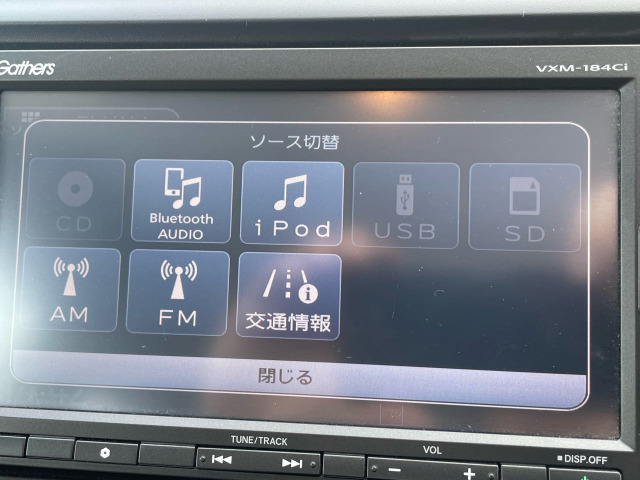 Gathers
VXM-184Ci
ソース切替
CD
Bluetooth
AUDIO
iPod
USB
SD
AM
FM
交通情報
閉じる
TUNE/TRACK
VOL
DISP.OFF